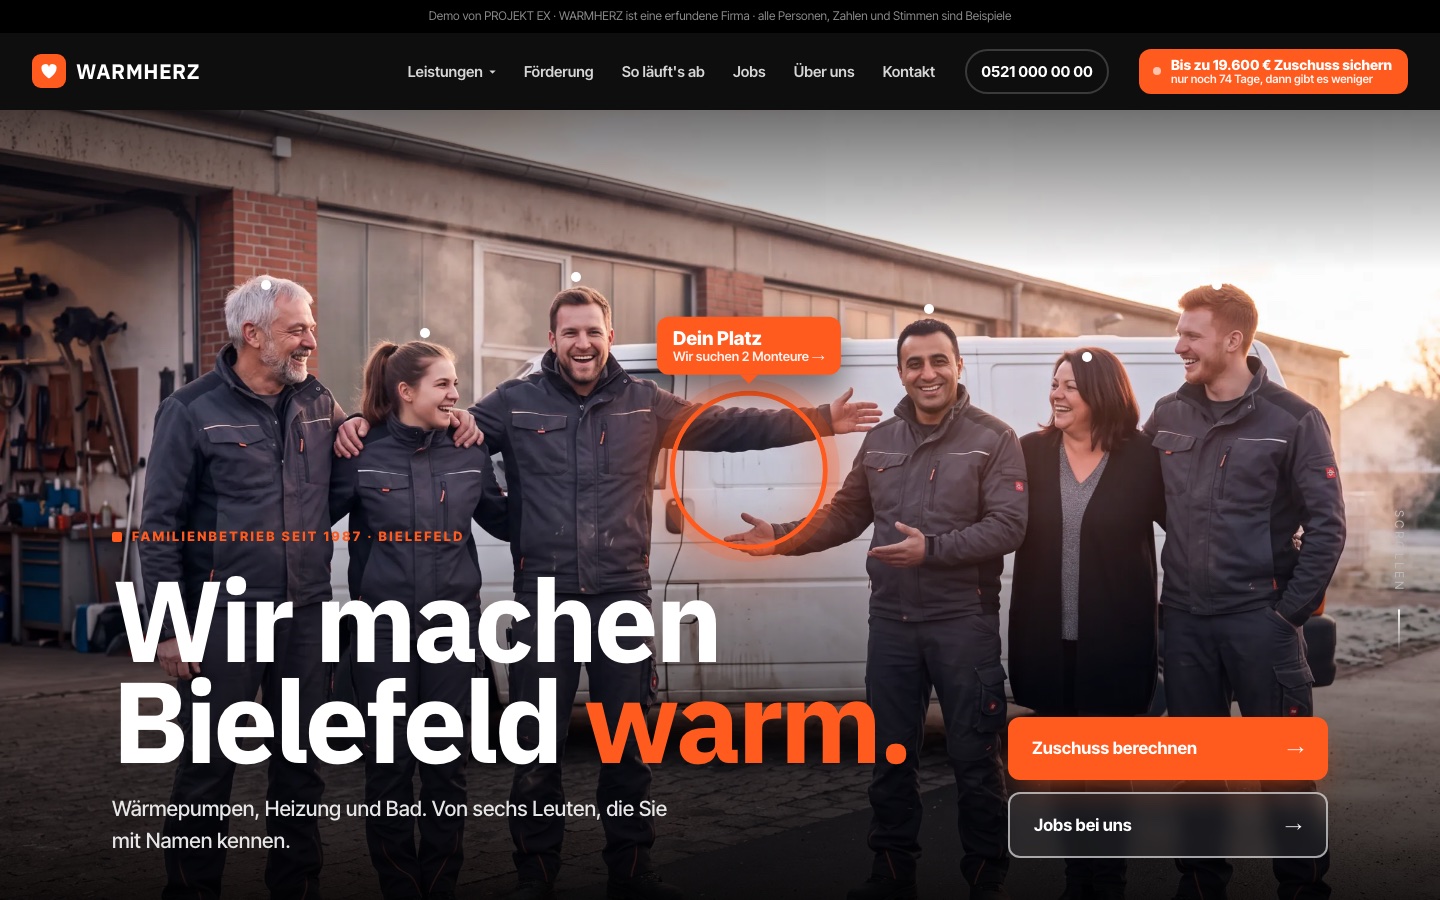 Demo von PROJEKT EX · WARMHERZ ist eine erfundene Firma · alle Personen, Zahlen und Stimmen sind Beispiele
WARMHERZ
Leistungen
Förderung
So läuft's ab
Jobs
Über uns
Kontakt
0521 000 00 00
Bis zu 19.600 € Zuschuss sichern
nur noch 74 Tage, dann gibt es weniger
Dein Platz
Wir suchen 2 Monteure →
FAMILIENBETRIEB SEIT 1987 · BIELEFELD
SCROLLEN
Wir machen
Bielefeld warm.
Wärmepumpen, Heizung und Bad. Von sechs Leuten, die Sie
mit Namen kennen.
Zuschuss berechnen →
Jobs bei uns →